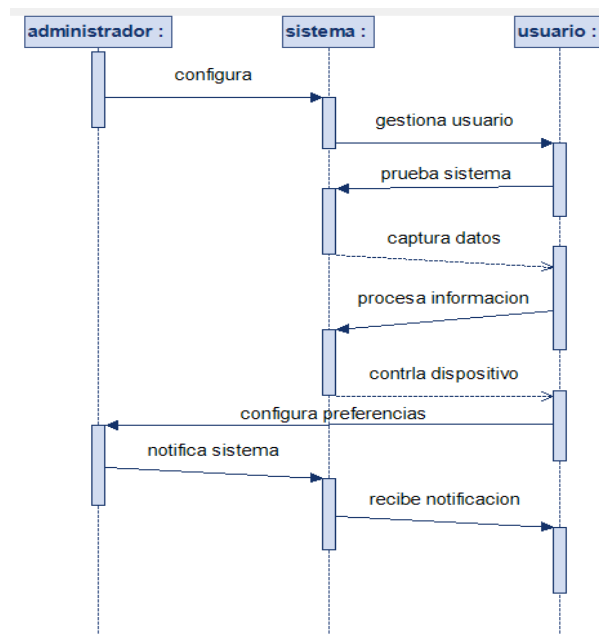 administrador :
sistema :
usuario :
configura
gestiona usuario
prueba sistema
captura datos
procesa informacion
contrla dispositivo
configura preferencias
notifica sistema
recibe notificacion